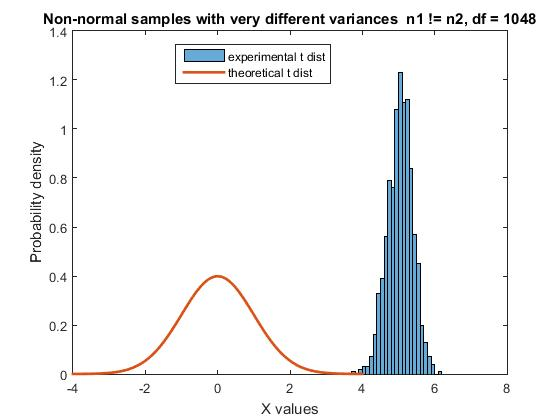 Non-normal samples with very different variances n1 != n2, df = 1048
1.4
1.2
1
0.8
0.6
0.4
0.2
0
Probability density
experimental t dist
theoretical t dist
-4 -2 0 2 4 6 8
X values